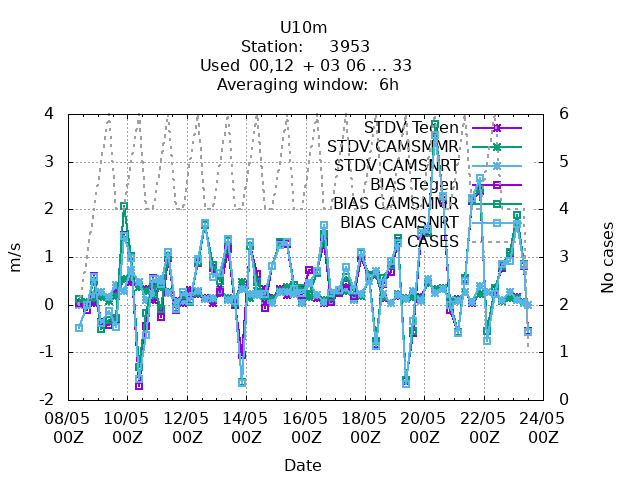 U10m
Station: 3953
Used 00,12 + 03 06 ... 33
Averaging window: 6h
4
3
2
1
0
-1
-2
m/s
6
5
4
3
2
1
0
No cases
STDV Tegen
STDV CAMSMMR
STDV CAMSNRT
BIAS Tegen
BIAS CAMSMMR
BIAS CAMSNRT
CASES
08/05 10/05 12/05 14/05 16/05 18/05 20/05 22/05 24/05
00Z 00Z 00Z 00Z 00Z 00Z 00Z 00Z 00Z
Date